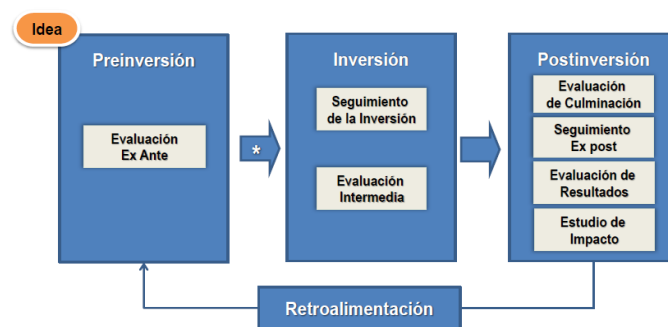 Idea
Preinversión
Evaluación
Ex Ante
*
Inversión
Seguimiento
de la Inversión
Evaluación
Intermedia
Postinversión
Evaluación
de Culminación
Seguimiento
Ex post
Evaluación de
Resultados
Estudio de
Impacto
Retroalimentación